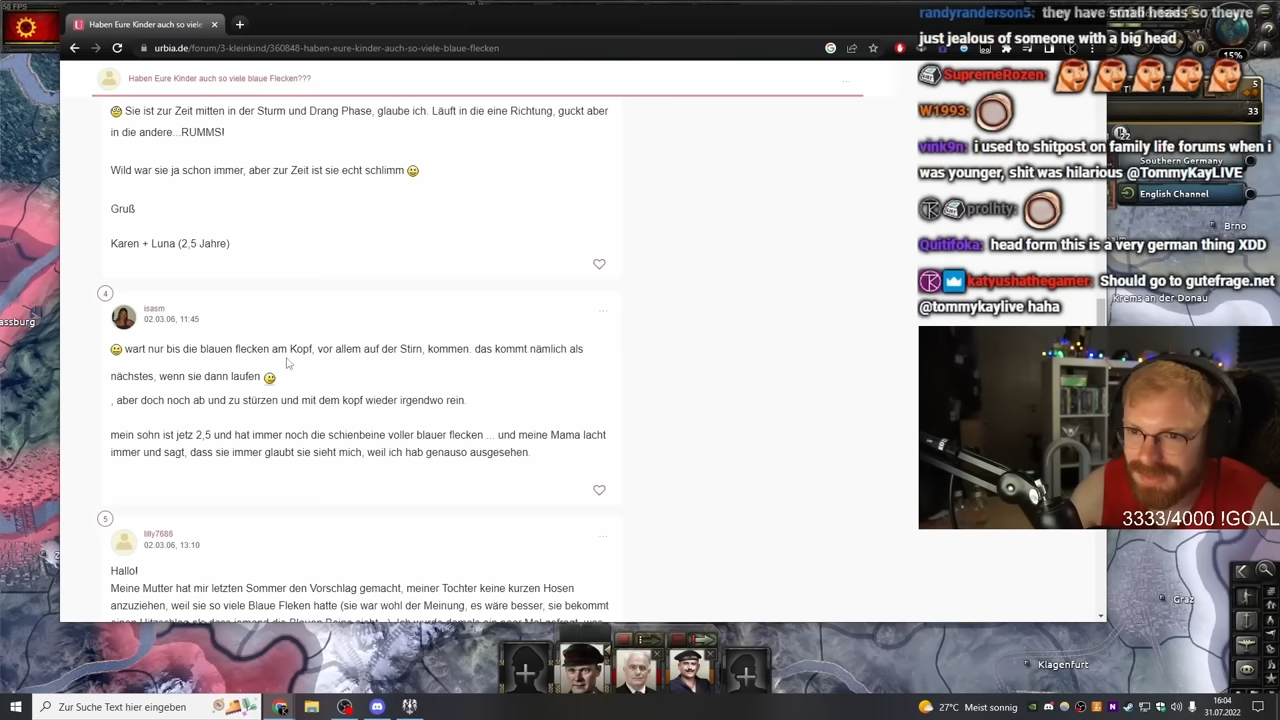 58 FPS
Haben Eure Kinder auch so viele
urbia.de/forum/3-kleinkind/360848-haben-eure-kinder-auch-so-viele-blaue-flecken
Haben Eure Kinder auch so viele blaue Flecken???
Sie ist zur Zeit mitten in der Sturm und Drang Phase, glaube ich. Läuft in die eine Richtung, guckt aber
in die andere...RUMMS!
Wild war sie ja schon immer, aber zur Zeit ist sie echt schlimm
Gruß
Karen + Luna (2,5 Jahre)
4
isasm
02.03.06, 11:45
wart nur bis die blauen flecken am Kopf, vor allem auf der Stirn, kommen. das kommt nämlich als
nächstes, wenn sie dann laufen
, aber doch noch ab und zu stürzen und mit dem kopf wieder irgendwo rein.
mein sohn ist jetz 2,5 und hat immer noch die schienbeine voller blauer flecken ... und meine Mama lacht
immer und sagt, dass sie immer glaubt sie sieht mich, weil ich hab genauso ausgesehen.
5
lilly7686
02.03.06, 13:10
Hallo!
Meine Mutter hat mir letzten Sommer den Vorschlag gemacht, meiner Tochter keine kurzen Hosen
anzuziehen, weil sie so viele Blaue Fleken hatte (sie war wohl der Meinung, es wäre besser, sie bekommt
randyranderson5: they have small heads so theyre
just jealous of someone with a big head
15%
SupremeRozen:
5
W1993:
33
22
vink9n: i used to shitpost on family life forums when i
was younger, shit was hilarious @TommyKayLIVE
Southern Germany
English Channel
prolhty:
Brno
Quitifoka: head form this is a very german thing XDD
katyushathegamer: Should go to gutefrage.net
@tommykaylive haha
Krems an der Donau
assburg
3333/4000 !GOAL
Graz
Klagenfurt
Zur Suche Text hier eingeben
27°C Meist sonnig
16:04
31.07.2022